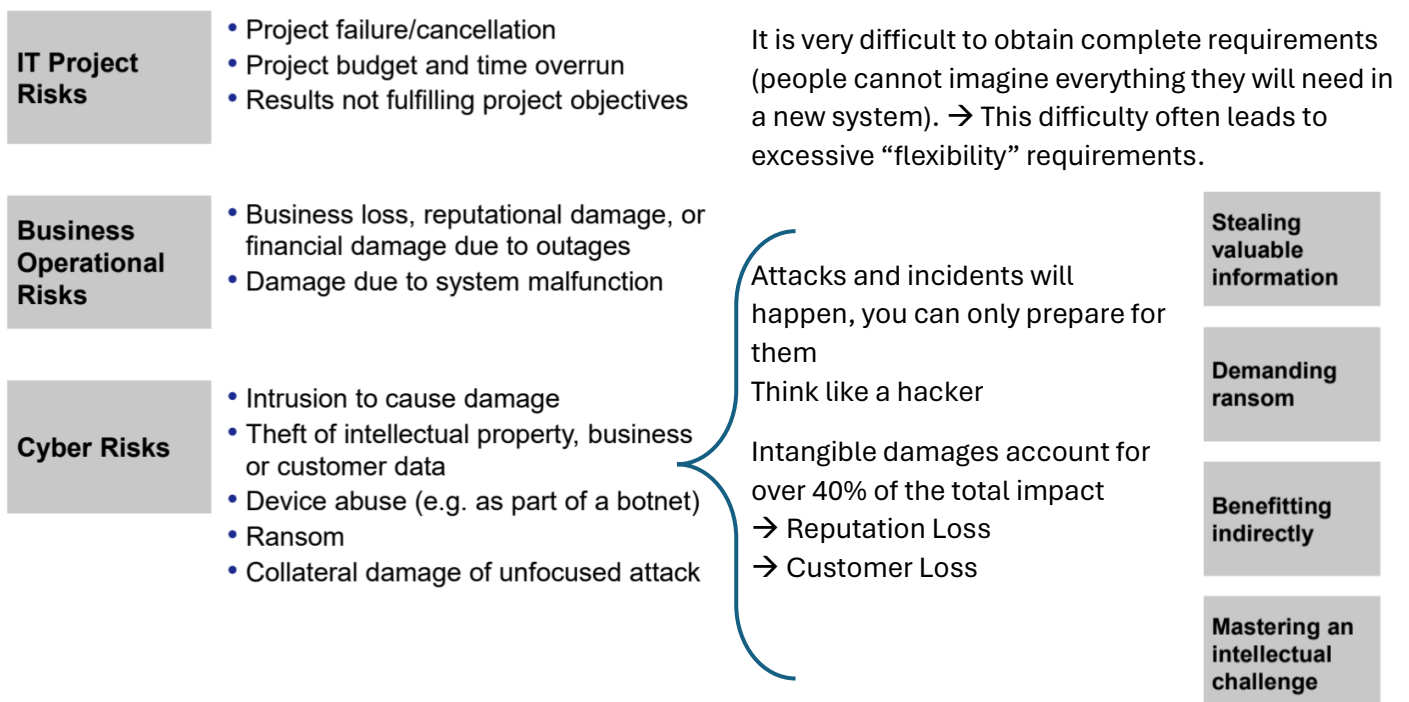 IT Project
Risks
• Project failure/cancellation
• Project budget and time overrun
• Results not fulfilling project objectives
It is very difficult to obtain complete requirements
(people cannot imagine everything they will need in
a new system). → This difficulty often leads to
excessive “flexibility” requirements.
Business
Operational
Risks
• Business loss, reputational damage, or
financial damage due to outages
• Damage due to system malfunction
Cyber Risks
• Intrusion to cause damage
• Theft of intellectual property, business
or customer data
• Device abuse (e.g. as part of a botnet)
• Ransom
• Collateral damage of unfocused attack
Attacks and incidents will
happen, you can only prepare for
them
Think like a hacker
Intangible damages account for
over 40% of the total impact
→ Reputation Loss
→ Customer Loss
Stealing
valuable
information
Demanding
ransom
Benefitting
indirectly
Mastering an
intellectual
challenge